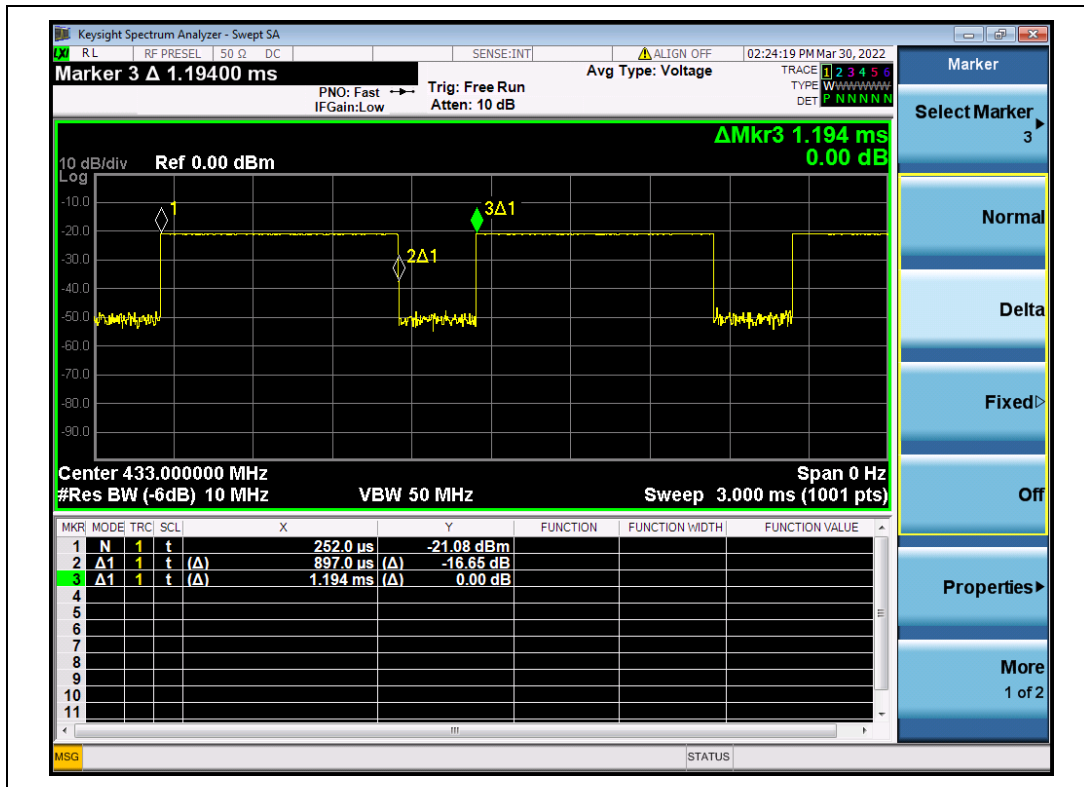 Keysight Spectrum Analyzer - Swept SA
LXI RL RF PRESEL 50 Ω DC SENSE:INT ALIGN OFF 02:24:19 PM Mar 30, 2022
Marker 3 Δ 1.19400 ms
PNO: Fast
IFGain:Low
Trig: Free Run
Atten: 10 dB
Avg Type: Voltage
TRACE 1 2 3 4 5 6
TYPE WWWWWW
DET P N N N N N
ΔMkr3 1.194 ms
0.00 dB
10 dB/div Ref 0.00 dBm
Log
-10.0
-20.0
-30.0
-40.0
-50.0
-60.0
-70.0
-80.0
-90.0
1
2Δ1
3Δ1
Center 433.000000 MHz Span 0 Hz
#Res BW (-6dB) 10 MHz VBW 50 MHz Sweep 3.000 ms (1001 pts)
MKR MODE TRC SCL X Y FUNCTION FUNCTION WIDTH FUNCTION VALUE
1 N 1 t 252.0 µs -21.08 dBm
2 Δ1 1 t (Δ) 897.0 µs (Δ) -16.65 dB
3 Δ1 1 t (Δ) 1.194 ms (Δ) 0.00 dB
4
5
6
7
8
9
10
11
MSG STATUS
Marker
Select Marker
3
Normal
Delta
Fixed
Off
Properties
More
1 of 2